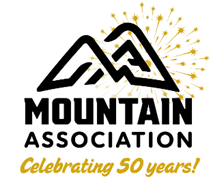 MOUNTAIN
ASSOCIATION
Celebrating 50 years!